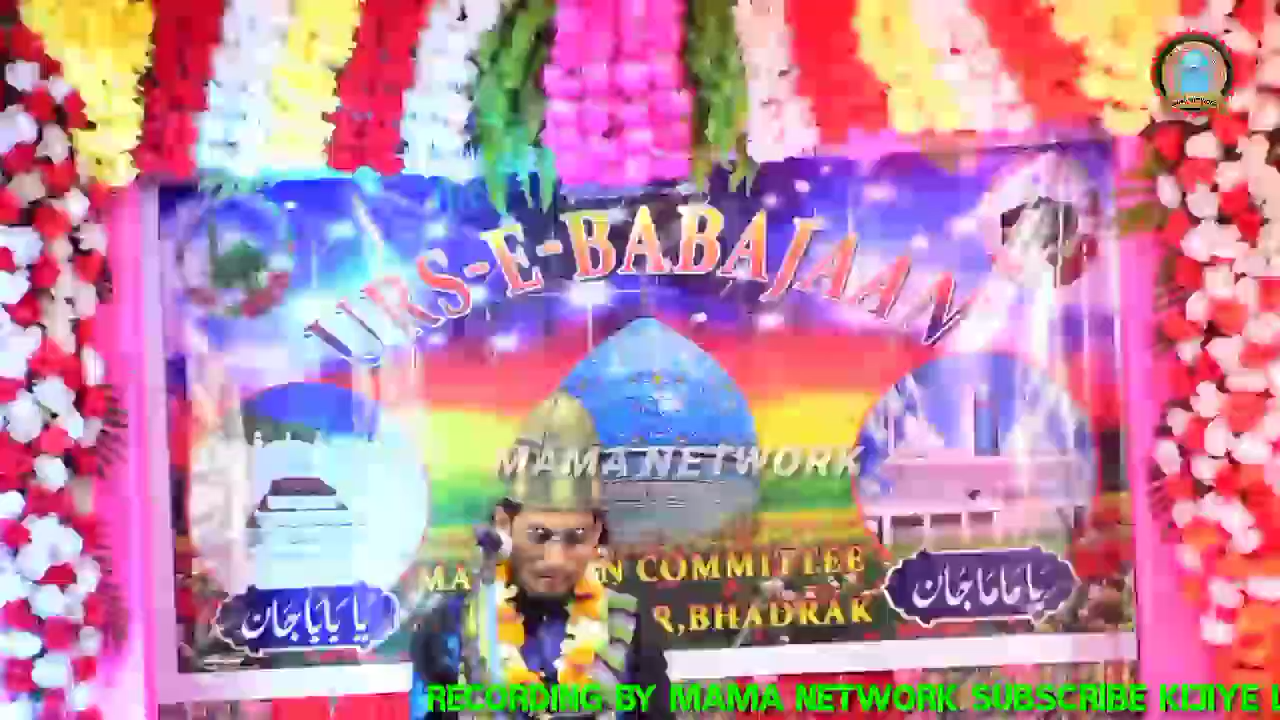 URS-E-BABAJAAN
MAMA NETWORK
COMMITTEE
BHADRAK
یا بابا جان
یا ماما جان
RECORDING BY MAMA NETWORK SUBSCRIBE KIJIYE